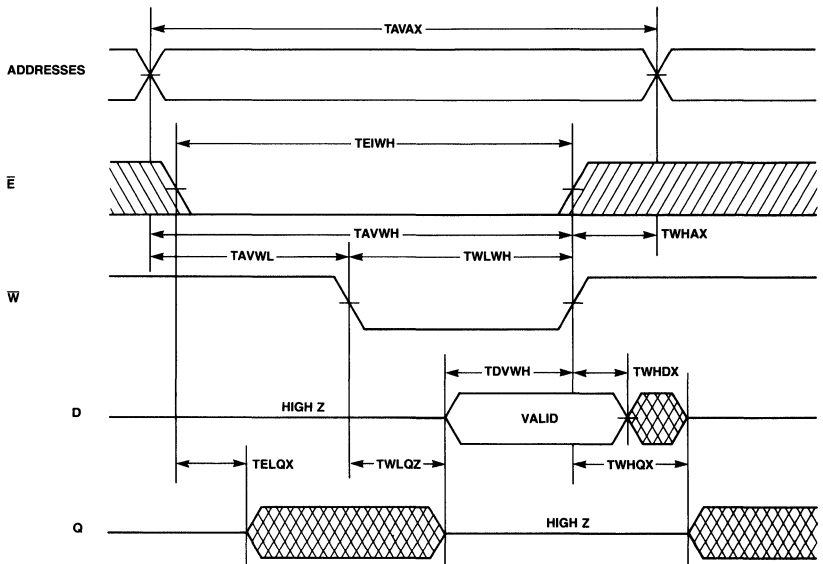 TAVAX
ADDRESSES
TEIWH
E̅
TAVWH
TWHAX
TAVWL
TWLWH
W̅
TDVWH
TWHDX
HIGH Z
D
VALID
TELQX
TWLQZ
TWHQX
HIGH Z
Q